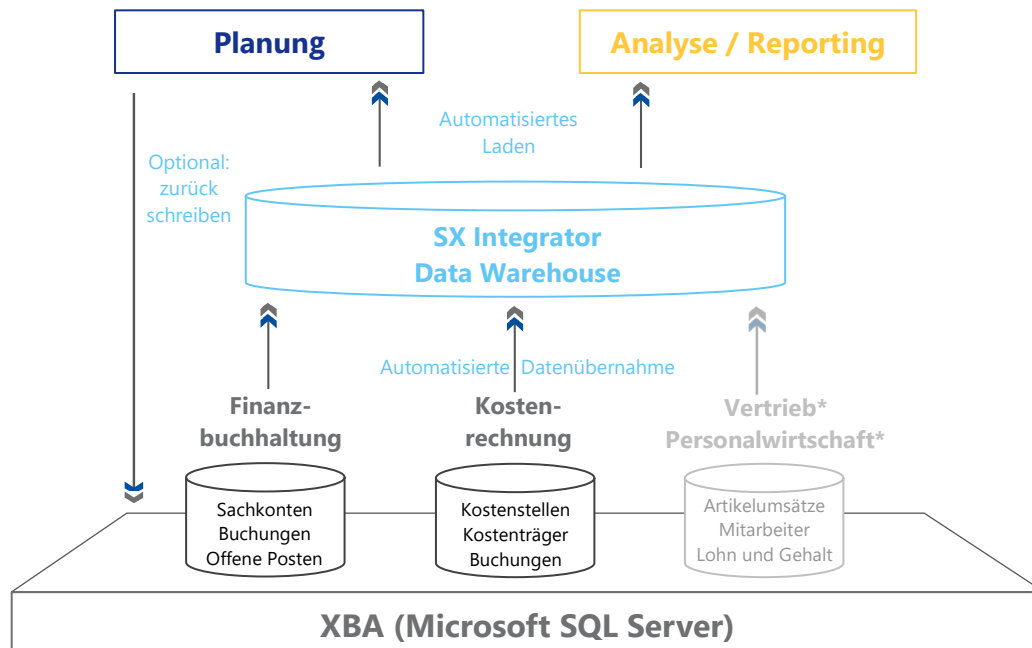 Planung
Analyse / Reporting
Automatisiertes
Laden
Optional:
zurück
schreiben
SX Integrator
Data Warehouse
Automatisierte Datenübernahme
Finanz-
buchhaltung
Kosten-
rechnung
Vertrieb*
Personalwirtschaft*
Sachkonten
Buchungen
Offene Posten
Kostenstellen
Kostenträger
Buchungen
Artikelumsätze
Mitarbeiter
Lohn und Gehalt
XBA (Microsoft SQL Server)